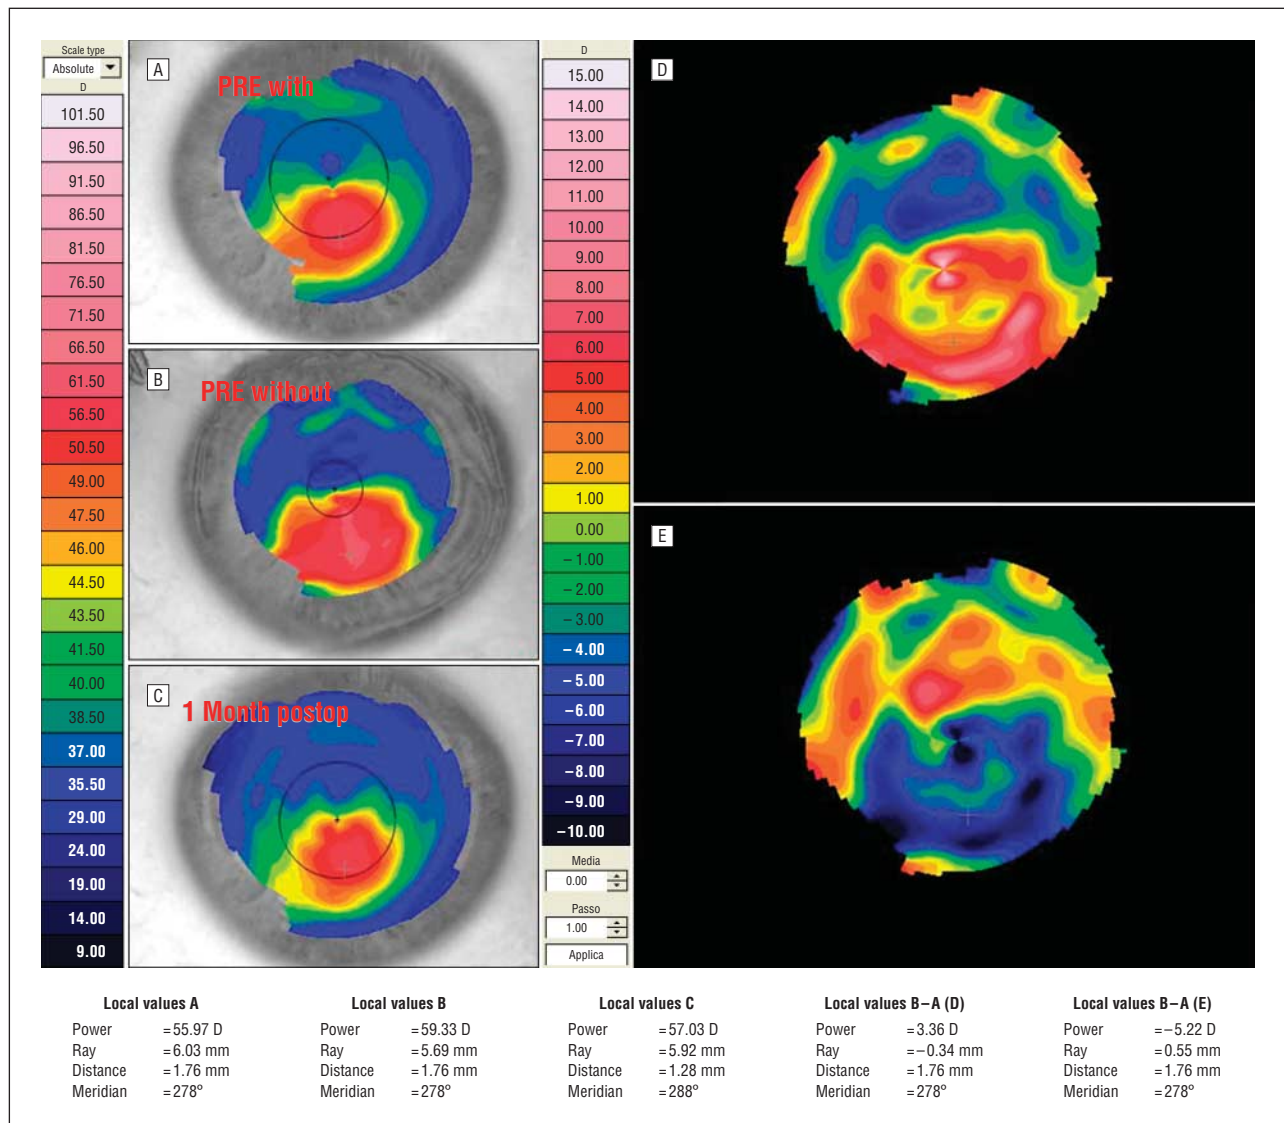 Scale type
Absolute
D
101.50
96.50
91.50
86.50
81.50
76.50
71.50
66.50
61.50
56.50
50.50
49.00
47.50
46.00
44.50
43.50
41.50
40.00
38.50
37.00
35.50
29.00
24.00
19.00
14.00
9.00
A
PRE with
B
PRE without
C
1 Month postop
D
15.00
14.00
13.00
12.00
11.00
10.00
9.00
8.00
7.00
6.00
5.00
4.00
3.00
2.00
1.00
0.00
–1.00
–2.00
–3.00
–4.00
–5.00
–6.00
–7.00
–8.00
–9.00
–10.00
Media
0.00
Passo
1.00
Applica
D
E
Local values A
Power =55.97 D
Ray =6.03 mm
Distance =1.76 mm
Meridian =278º
Local values B
Power =59.33 D
Ray =5.69 mm
Distance =1.76 mm
Meridian =278º
Local values C
Power =57.03 D
Ray =5.92 mm
Distance =1.28 mm
Meridian =288º
Local values B–A (D)
Power =3.36 D
Ray =–0.34 mm
Distance =1.76 mm
Meridian =278º
Local values B–A (E)
Power =–5.22 D
Ray =0.55 mm
Distance =1.76 mm
Meridian =278º